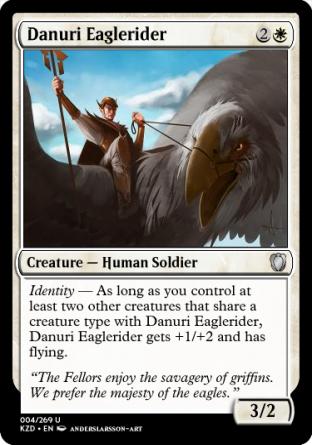 Danuri Eaglerider 2
Creature — Human Soldier
Identity — As long as you control at
least two other creatures that share a
creature type with Danuri Eaglerider,
Danuri Eaglerider gets +1/+2 and has
flying.
“The Fellors enjoy the savagery of griffins.
We prefer the majesty of the eagles.”
3/2
004/269 U
KZD • EN ANDERSLARSSON-ART